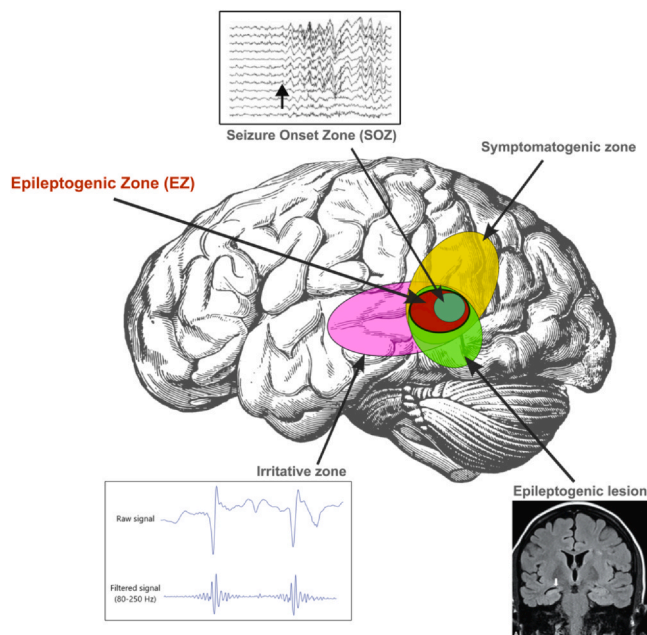 Seizure Onset Zone (SOZ)
Symptomatogenic zone
Epileptogenic Zone (EZ)
Irritative zone
Epileptogenic lesion
Raw signal
Filtered signal
(80-250 Hz)